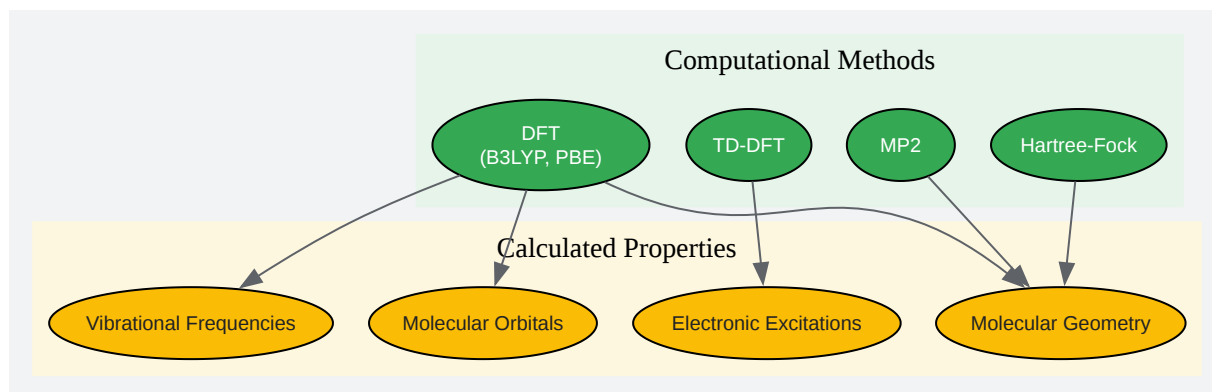 Computational Methods
DFT
(B3LYP, PBE)
TD-DFT
MP2
Hartree-Fock
Calculated Properties
Vibrational Frequencies
Molecular Orbitals
Electronic Excitations
Molecular Geometry